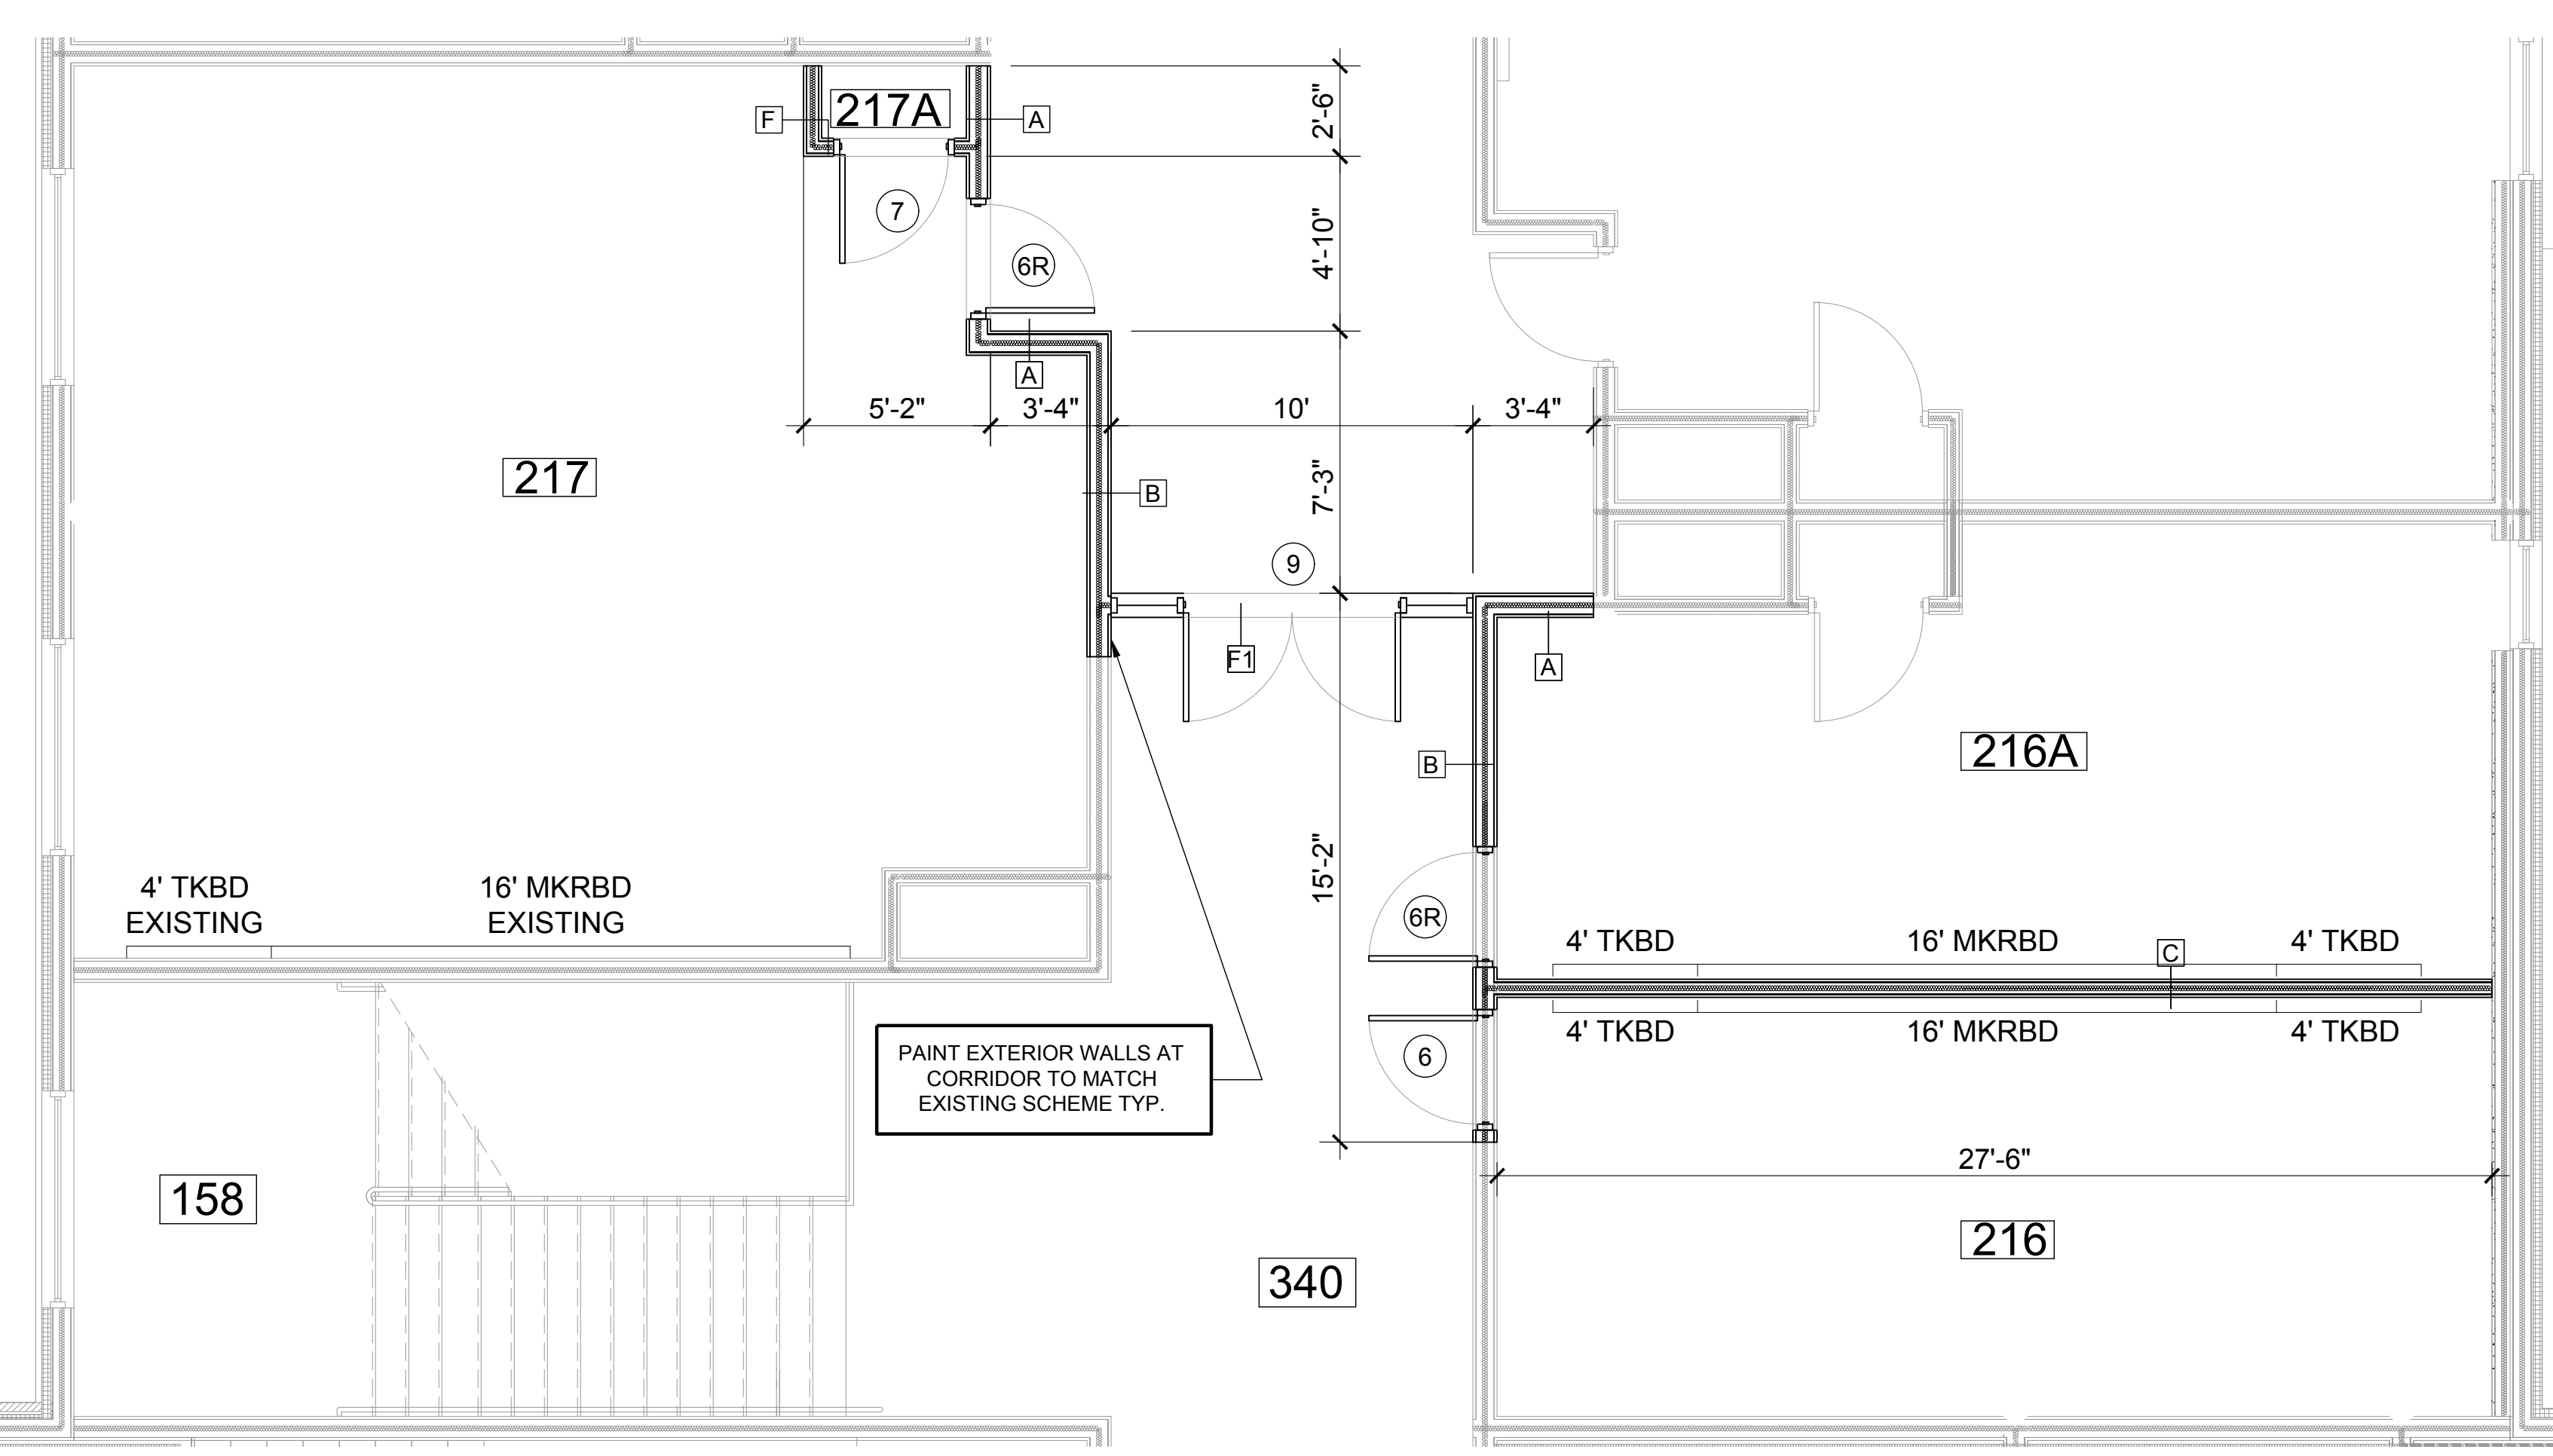 217A
F
A
2'-6"
7
6R
4'-10"
A
5'-2"
3'-4"
10'
3'-4"
217
B
7'-3"
9
F1
A
216A
B
15'-2"
4' TKBD
EXISTING
16' MKRBD
EXISTING
6R
4' TKBD
16' MKRBD
C
4' TKBD
4' TKBD
16' MKRBD
4' TKBD
PAINT EXTERIOR WALLS AT
CORRIDOR TO MATCH
EXISTING SCHEME TYP.
6
27'-6"
158
216
340